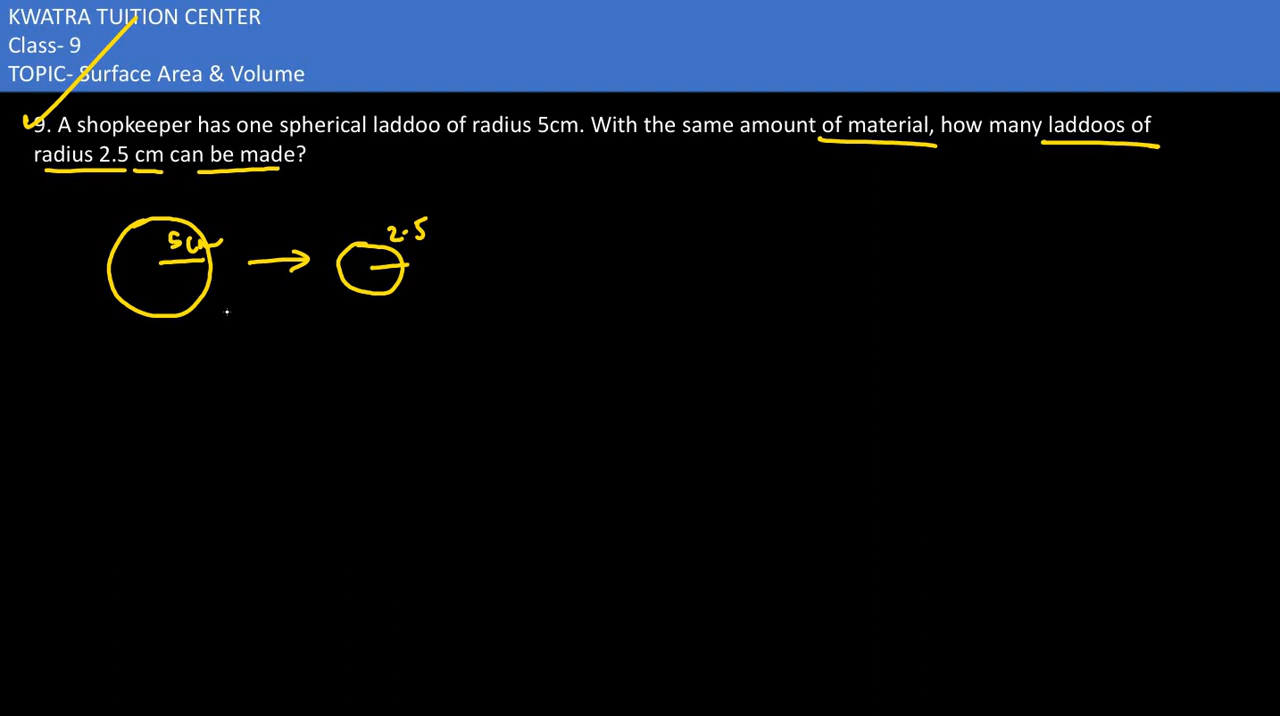 KWATRA TUITION CENTER
Class- 9
TOPIC- Surface Area & Volume
9. A shopkeeper has one spherical laddoo of radius 5cm. With the same amount of material, how many laddoos of
radius 2.5 cm can be made?
5cm
2.5